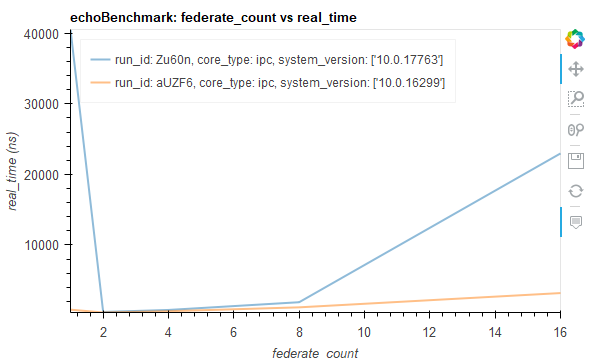 echoBenchmark: federate_count vs real_time
run_id: Zu60n, core_type: ipc, system_version: ['10.0.17763']
run_id: aUZF6, core_type: ipc, system_version: ['10.0.16299']
real_time (ns)
40000
30000
20000
10000
2 4 6 8 10 12 14 16
federate_count